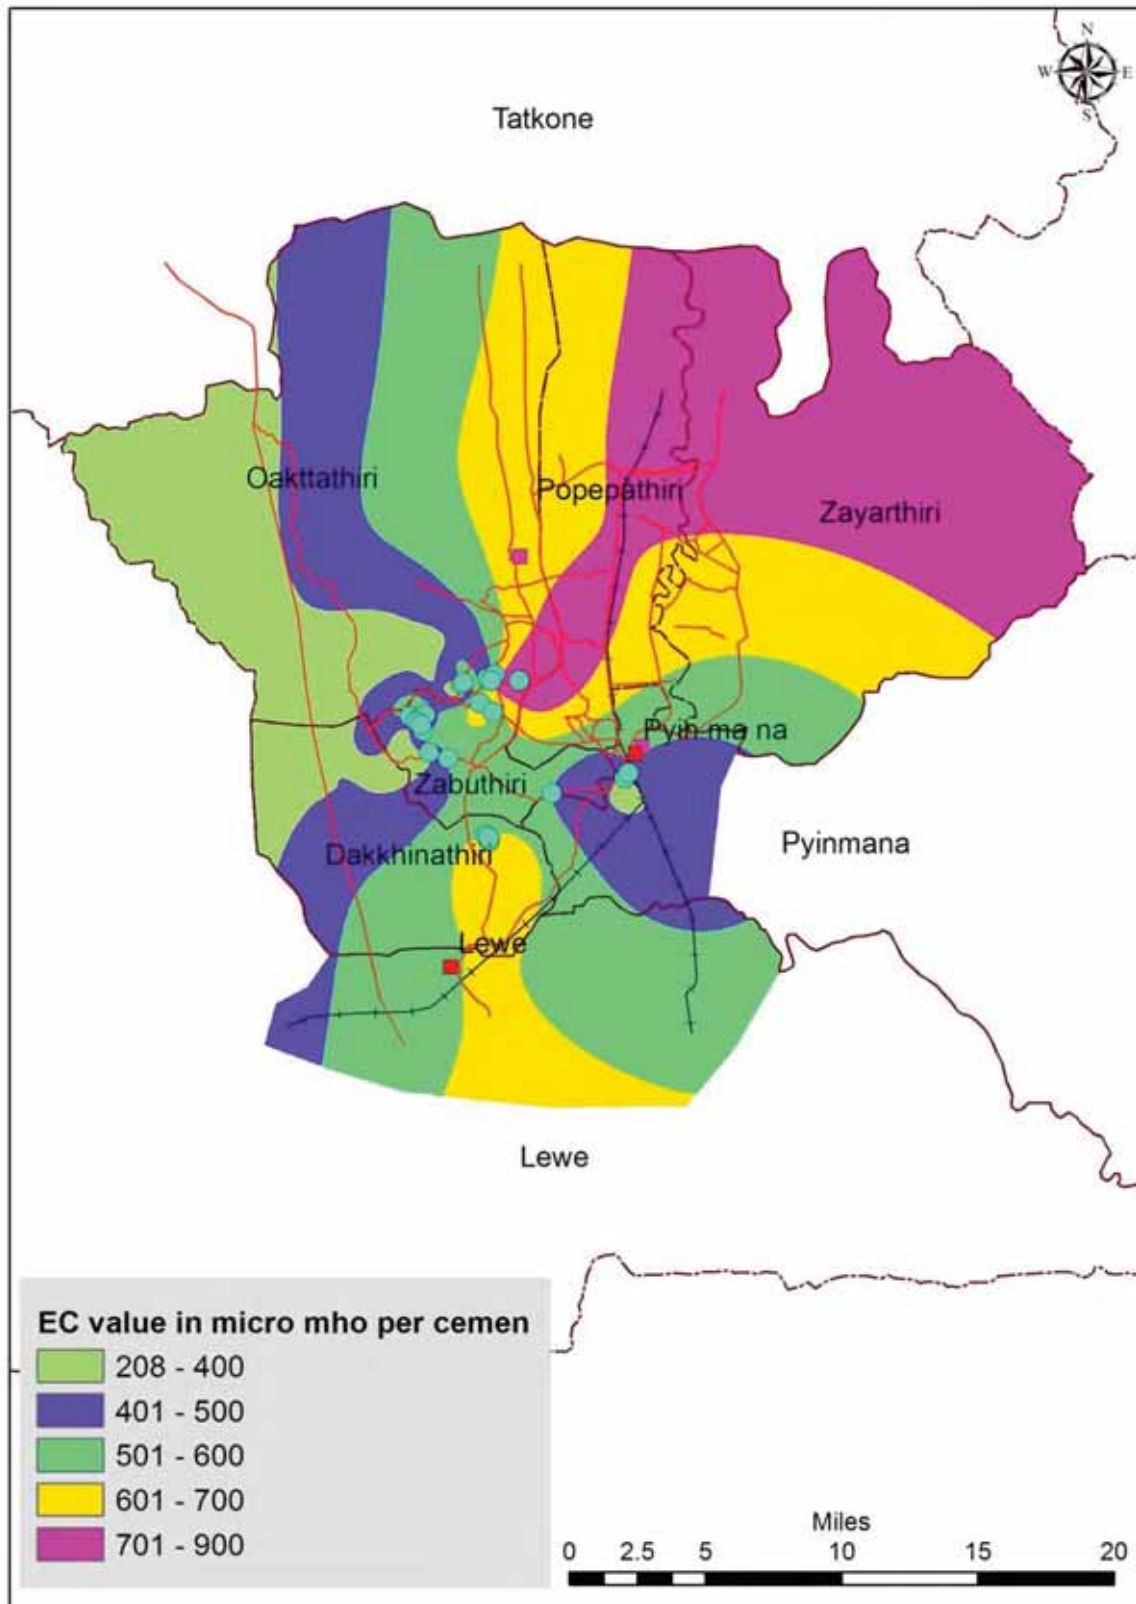 N
W E
S
Tatkone
Oakttathiri
Popepathiri
Zayarthiri
Pyin ma na
Zabuthiri
Dakkhinathiri
Pyinmana
Lewe
Lewe
EC value in micro mho per cemen
208 - 400
401 - 500
501 - 600
601 - 700
701 - 900
Miles
0 2.5 5 10 15 20